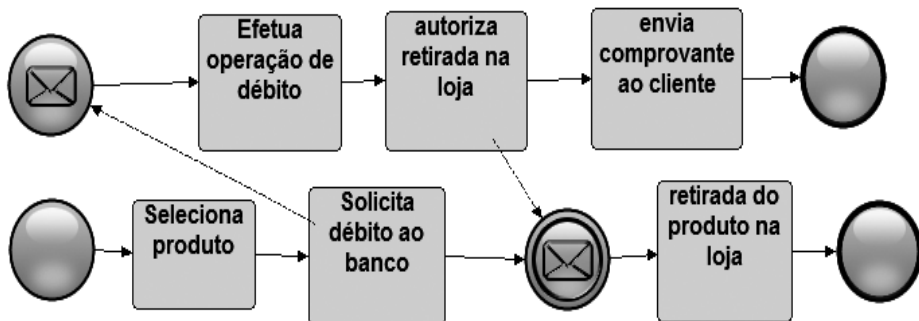 Efetua
operação de
débito
autoriza
retirada na
loja
envia
comprovante
ao cliente
Seleciona
produto
Solicita
débito ao
banco
retirada do
produto na
loja